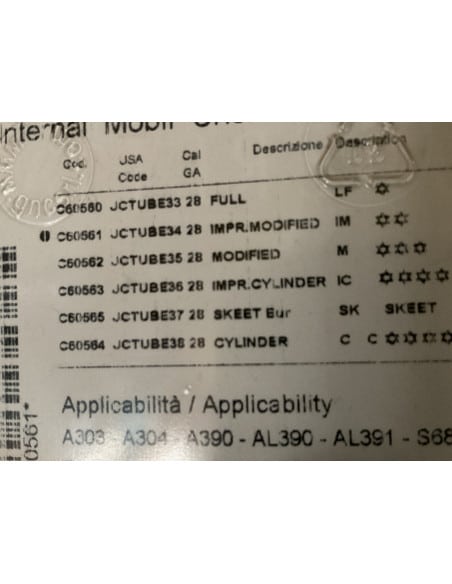 Internal Mobil
Cod. USA Code Cal GA Descrizione / Description
C60560 JCTUBE33 28 FULL LF ✡
C60561 JCTUBE34 28 IMPR.MODIFIED IM ✡✡
C60562 JCTUBE35 28 MODIFIED M ✡✡✡
C60563 JCTUBE36 28 IMPR.CYLINDER IC ✡✡✡✡
C60565 JCTUBE37 28 SKEET Eur SK SKEET
C60564 JCTUBE38 28 CYLINDER C C✡✡✡✡
Applicabilità / Applicability
A303 - A304 - A390 - AL390 - AL391 - S68
0561*